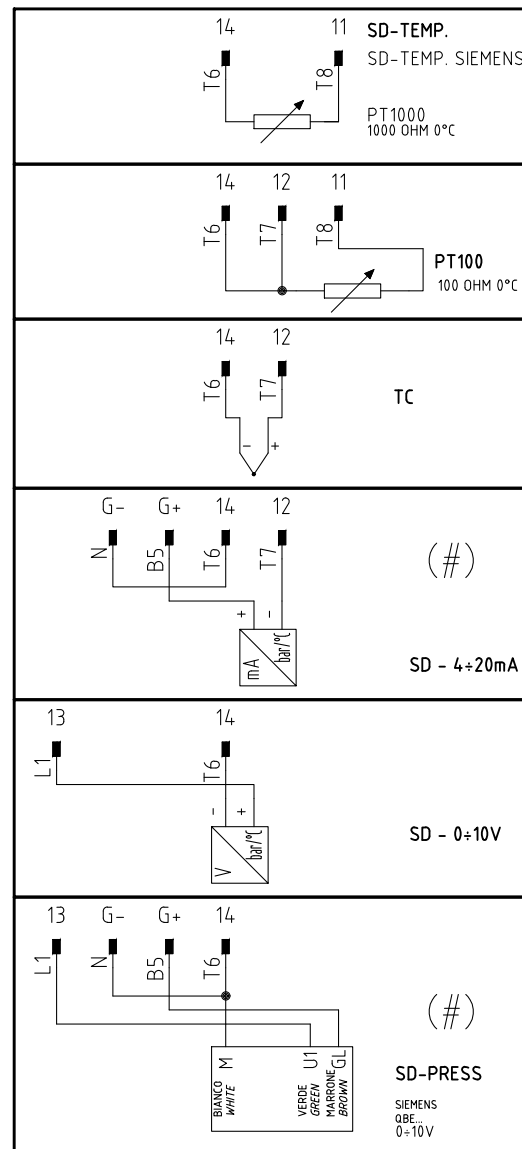 14 11 SD-TEMP.
SD-TEMP. SIEMENS
T6 T8
PT1000
1000 OHM 0°C
14 12 11
T6 T7 T8
PT100
100 OHM 0°C
14 12
T6 T7
TC
- +
G- G+ 14 12
N B5 T6 T7
(#)
+ -
mA bar/°C
SD - 4÷20mA
13 14
L1 T6
- +
V bar/°C
SD - 0÷10V
13 G- G+ 14
L1 N B5 T6
(#)
M U1 GL
BIANCO VERDE MARRONE
WHITE GREEN BROWN
SD-PRESS
SIEMENS
QBE...
0÷10V